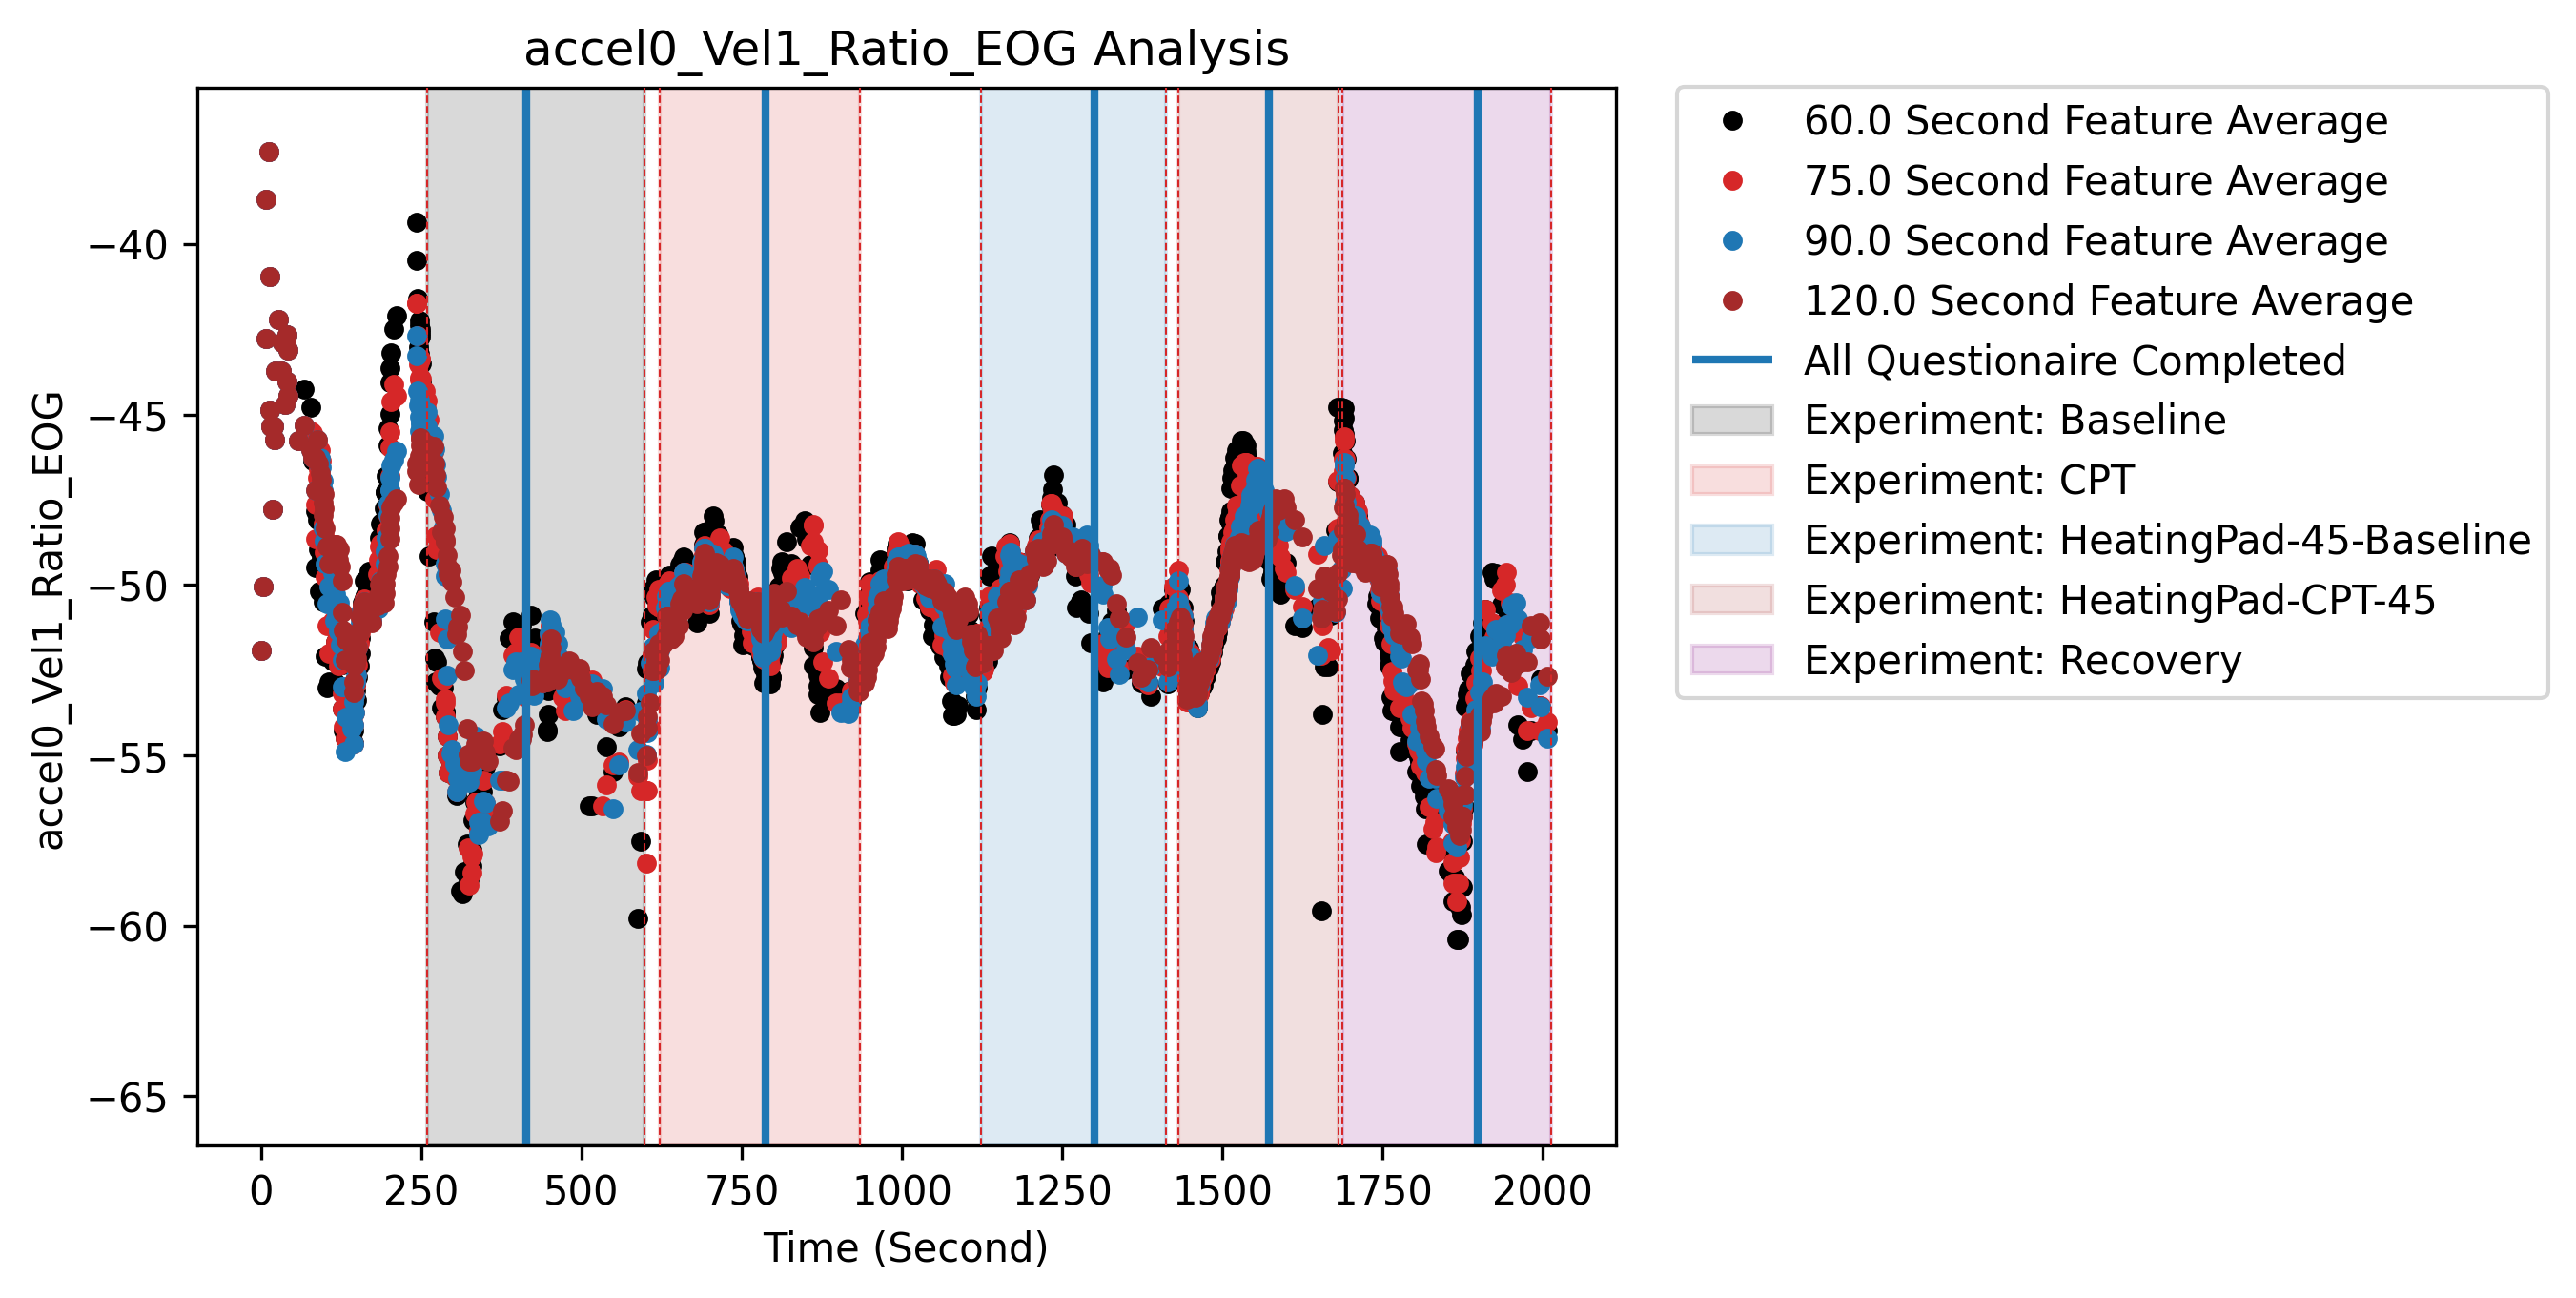 accel0_Vel1_Ratio_EOG Analysis
accel0_Vel1_Ratio_EOG
−40
−45
−50
−55
−60
−65
0 250 500 750 1000 1250 1500 1750 2000
Time (Second)
60.0 Second Feature Average
75.0 Second Feature Average
90.0 Second Feature Average
120.0 Second Feature Average
All Questionaire Completed
Experiment: Baseline
Experiment: CPT
Experiment: HeatingPad-45-Baseline
Experiment: HeatingPad-CPT-45
Experiment: Recovery